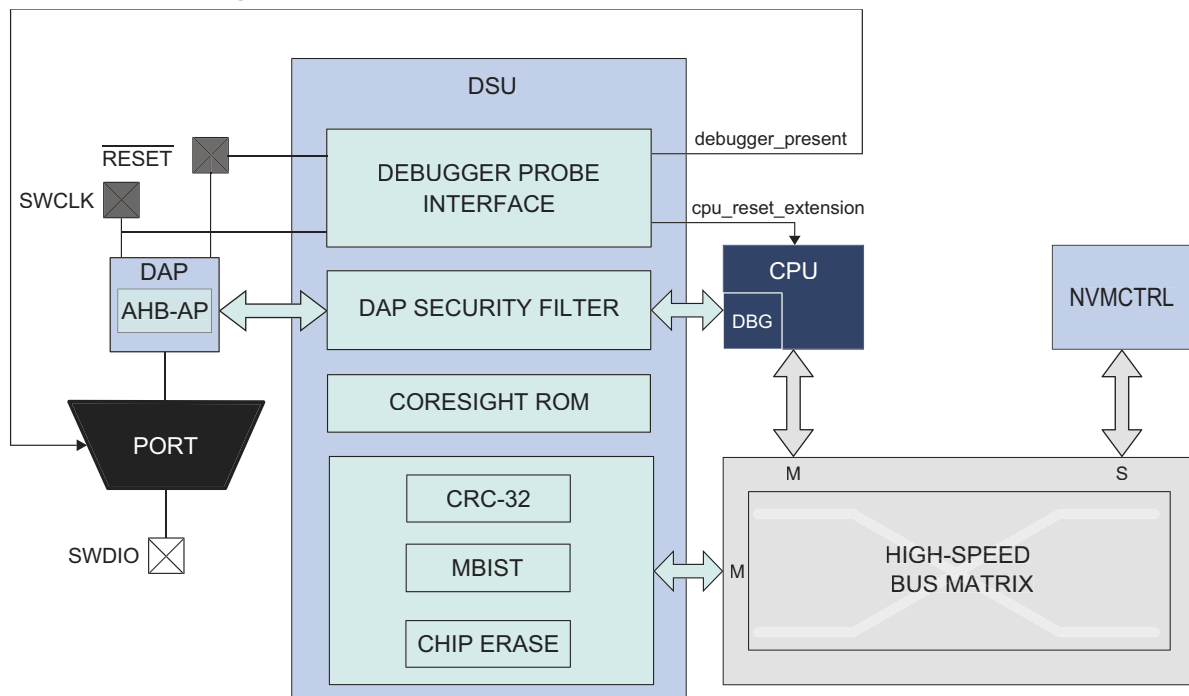 DSU
debugger_present
RESET
DEBUGGER PROBE
INTERFACE
SWCLK
cpu_reset_extension
DAP
AHB-AP
DAP SECURITY FILTER
CPU
DBG
NVMCTRL
CORESIGHT ROM
PORT
M
S
CRC-32
SWDIO
MBIST
M
HIGH-SPEED
BUS MATRIX
CHIP ERASE